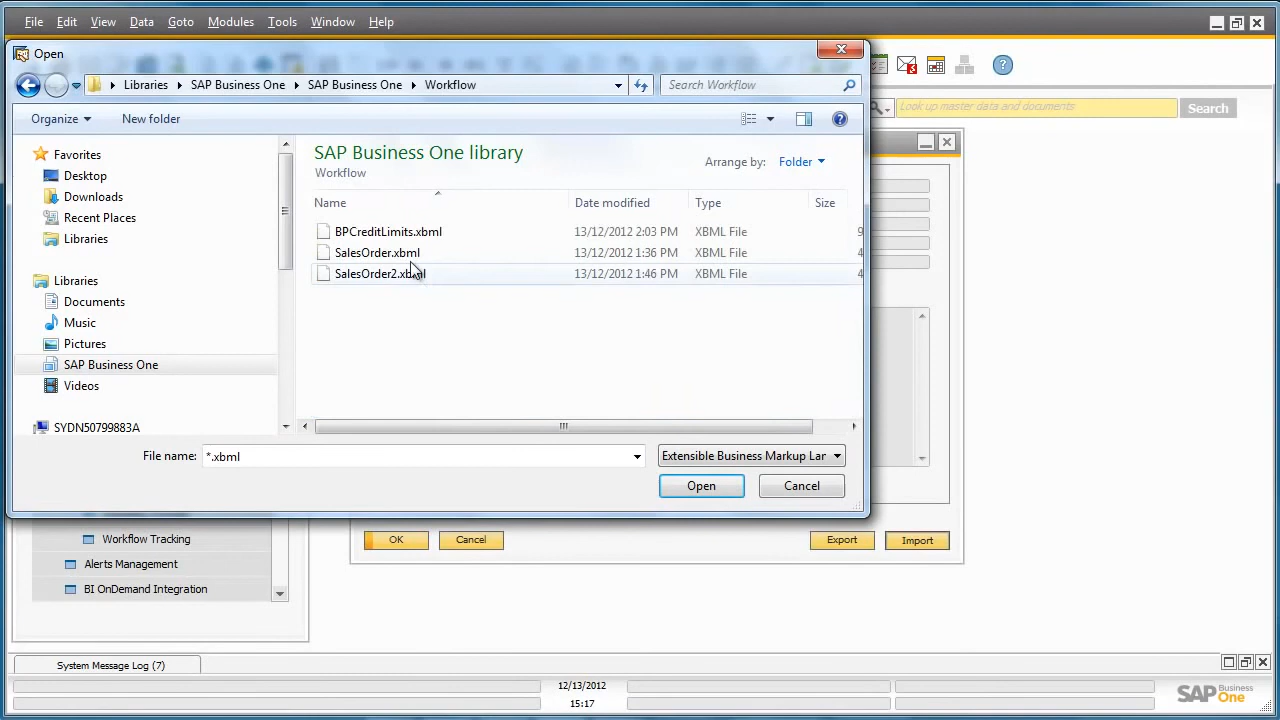 File Edit View Data Goto Modules Tools Window Workflow Help
Open
Libraries SAP Business One SAP Business One Workflow
Search Workflow
Organize New folder
Look up master data and documents
Search
Favorites
Desktop
Downloads
Recent Places
Libraries
Libraries
Documents
Music
Pictures
SAP Business One
Videos
SYDN50799883A
SAP Business One library
Workflow
Arrange by: Folder
Name Date modified Type Size
BPCreditLimits.xbml 13/12/2012 2:03 PM XBML File 9
SalesOrder.xbml 13/12/2012 1:36 PM XBML File 4
SalesOrder2.xbml 13/12/2012 1:46 PM XBML File 4
File name: *.xbml
Extensible Business Markup Lar
Open Cancel
Workflow Tracking
Alerts Management
BI OnDemand Integration
OK Cancel Export Import
System Message Log (7)
12/13/2012
15:17
SAP Business One